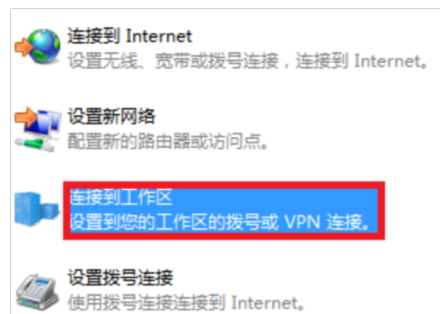 连接到 Internet
设置无线、宽带或拨号连接，连接到 Internet。
设置新网络
配置新的路由器或访问点。
连接到工作区
设置到您的工作区的拨号或 VPN 连接。
设置拨号连接
使用拨号连接连接到 Internet。